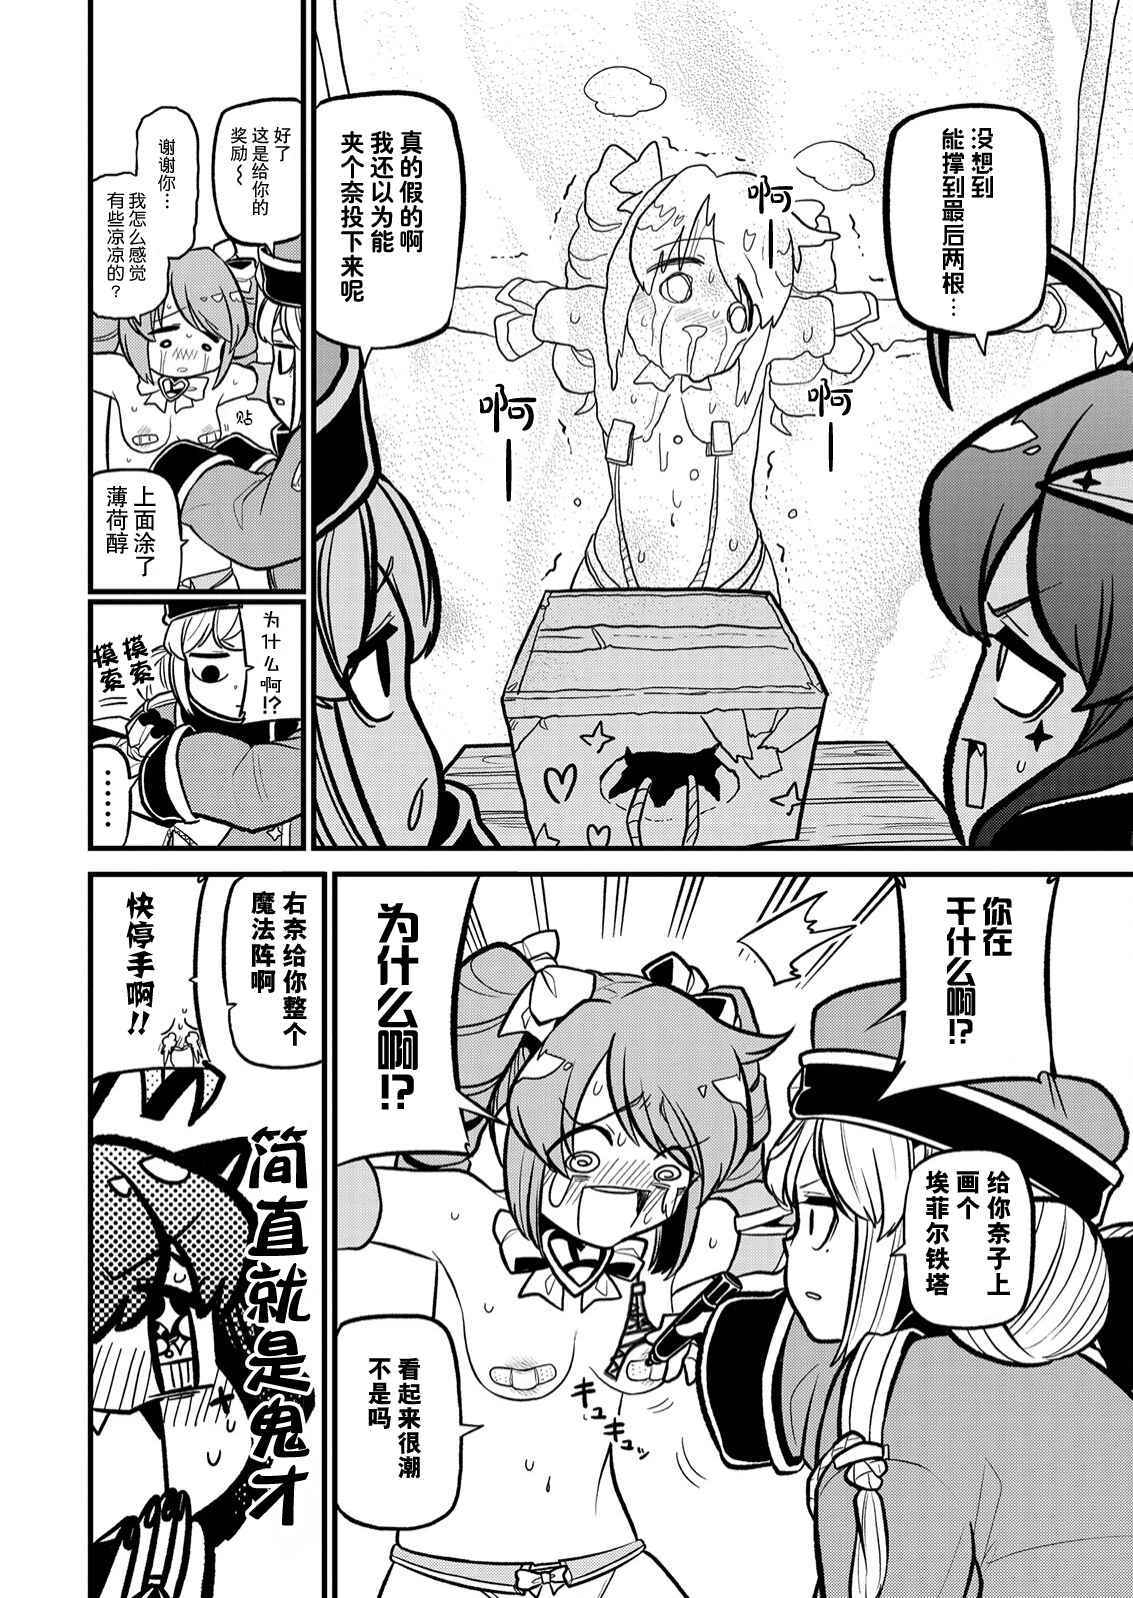 没想到
能撑到最后两根…
真的假的啊
我还以为能
夹个奈投下来呢
啊—
啊—
啊—
好了
这是给你的
奖励～
谢谢你…
我怎么感觉
有些凉凉的？
贴
上面涂了
薄荷醇
为什么啊!?
摸索
摸索
……
你在
干什么啊!?
给你奈子上
画个
埃菲尔铁塔
为什么啊!?
看起来很潮
不是吗
キュッ
キュッ
右奈给你整个
魔法阵啊
快停手啊!!
简直就是鬼才